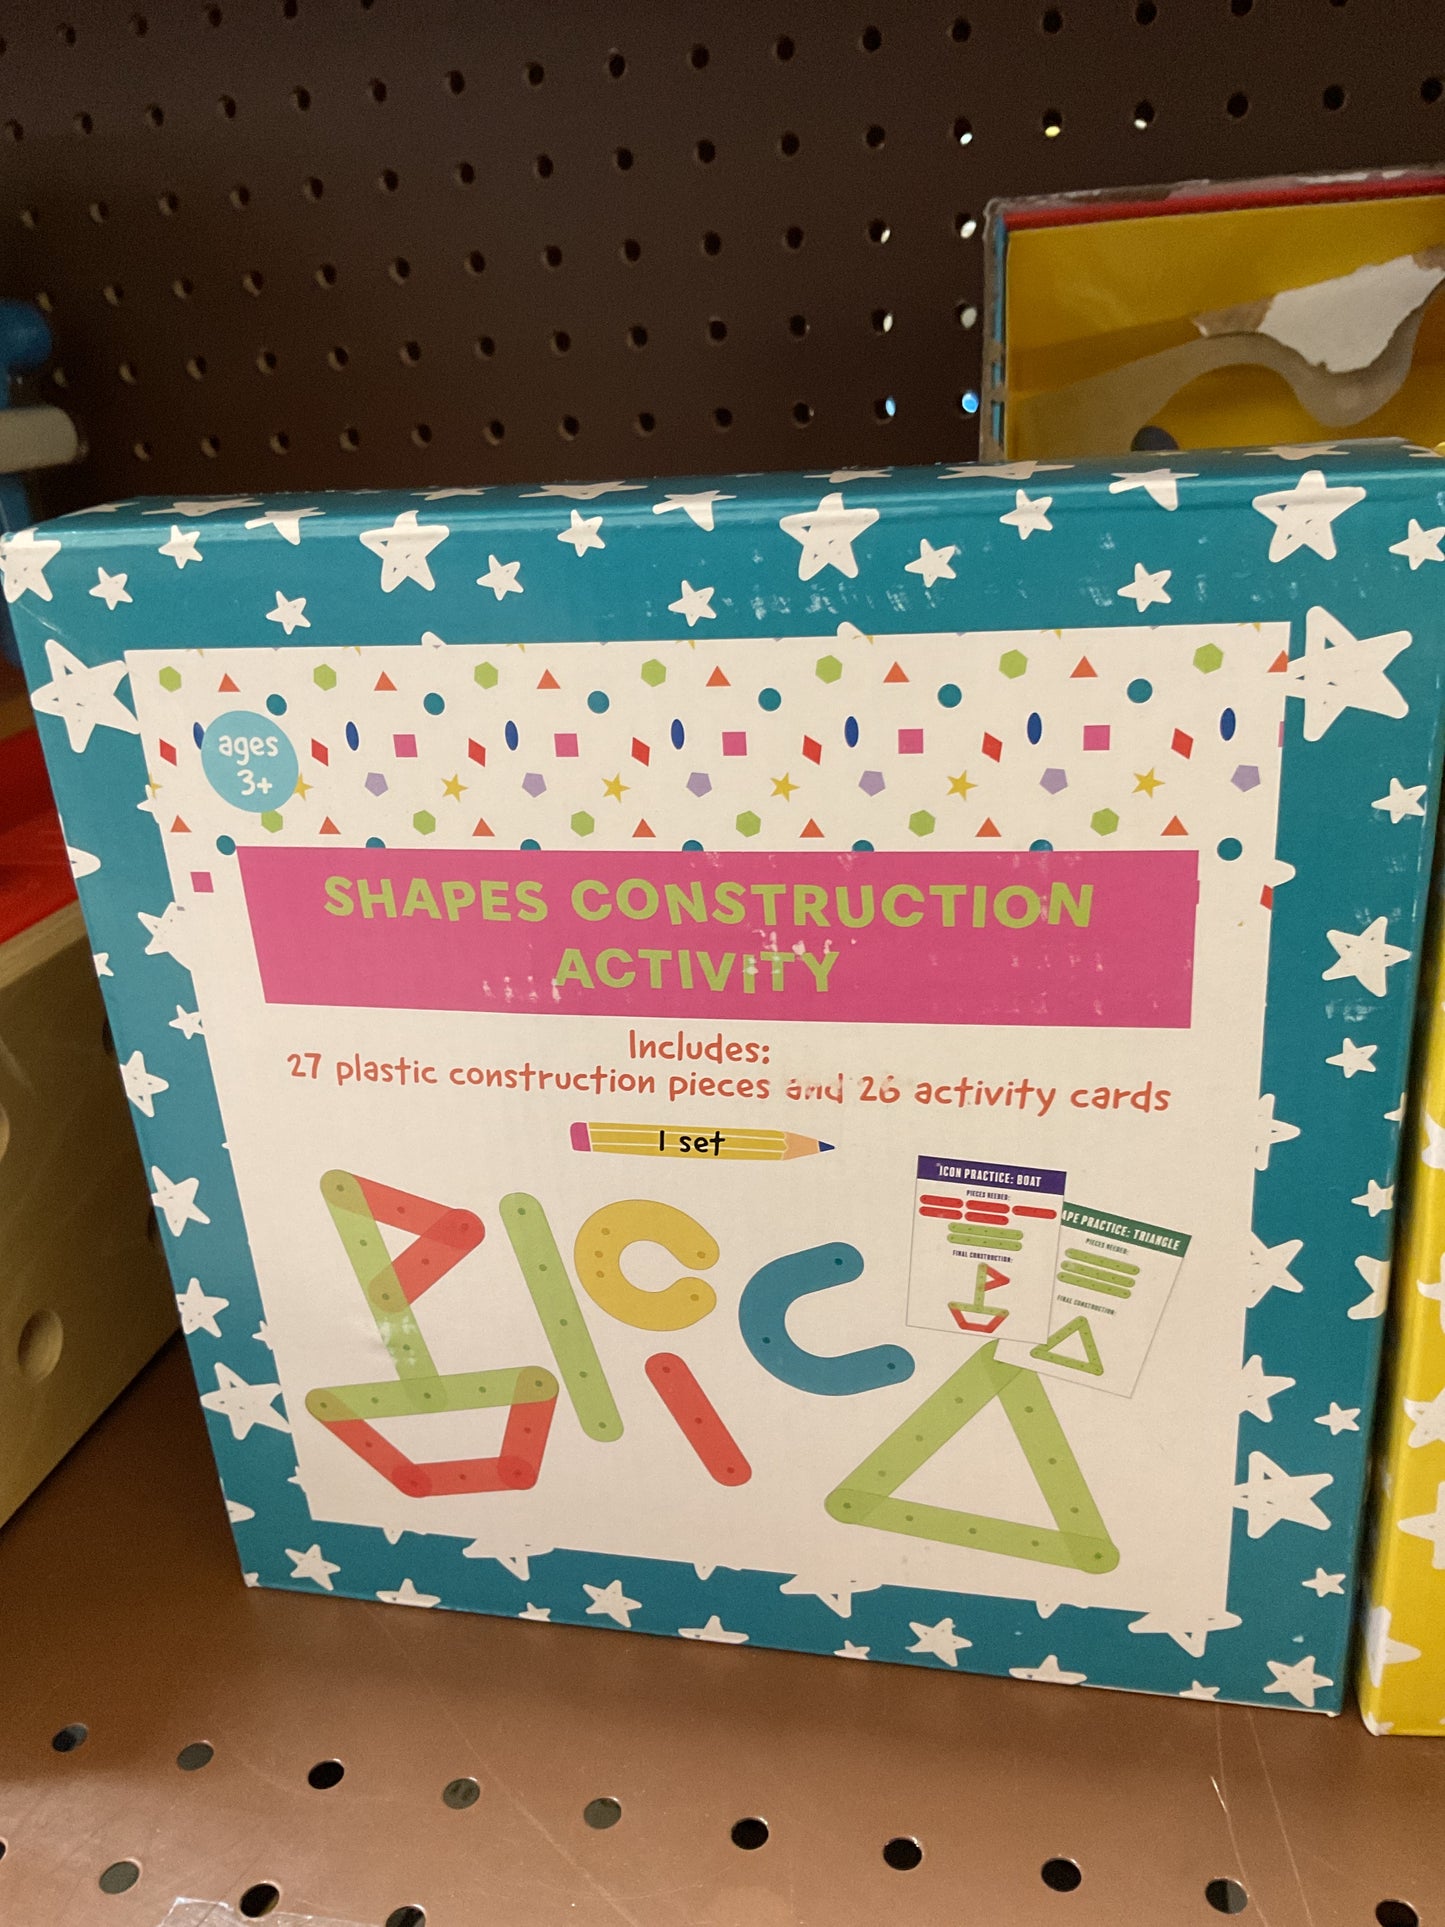 ages
3+
SHAPES CONSTRUCTION
ACTIVITY
Includes:
27 plastic construction pieces and 26 activity cards
1 set
ICON PRACTICE: BOAT
PIECES NEEDED:
FINAL CONSTRUCTION:
APE PRACTICE: TRIANGLE
PIECES NEEDED:
FINAL CONSTRUCTION: